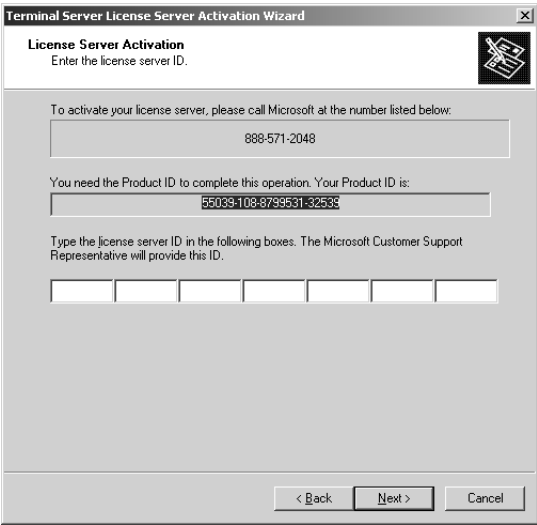 Terminal Server License Server Activation Wizard
License Server Activation
Enter the license server ID.
To activate your license server, please call Microsoft at the number listed below:
888-571-2048
You need the Product ID to complete this operation. Your Product ID is:
55039-108-8799531-32539
Type the license server ID in the following boxes. The Microsoft Customer Support
Representative will provide this ID.
< Back
Next >
Cancel